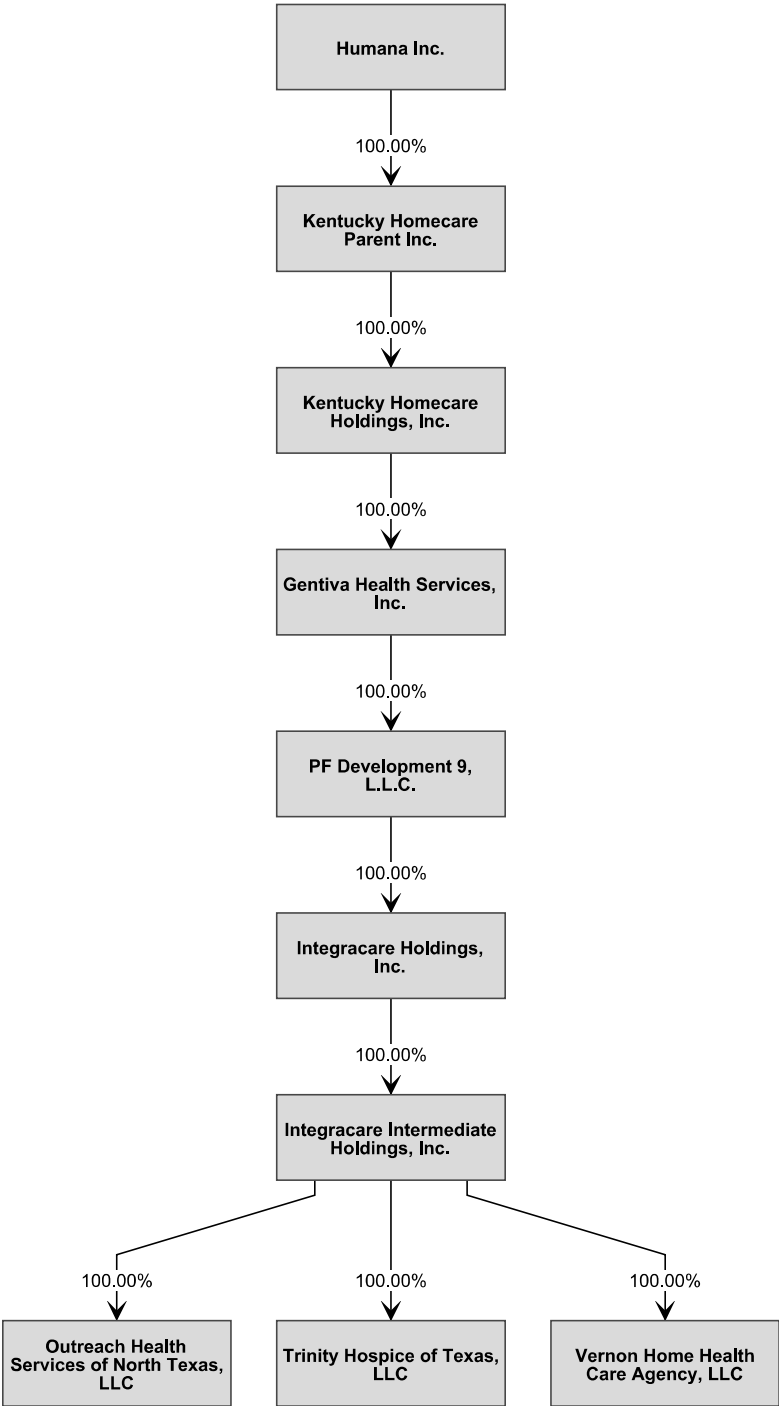 Humana Inc.
100.00%
Kentucky Homecare
Parent Inc.
100.00%
Kentucky Homecare
Holdings, Inc.
100.00%
Gentiva Health Services,
Inc.
100.00%
PF Development 9,
L.L.C.
100.00%
Integracare Holdings,
Inc.
100.00%
Integracare Intermediate
Holdings, Inc.
100.00%
100.00%
100.00%
Outreach Health
Services of North Texas,
LLC
Trinity Hospice of Texas,
LLC
Vernon Home Health
Care Agency, LLC